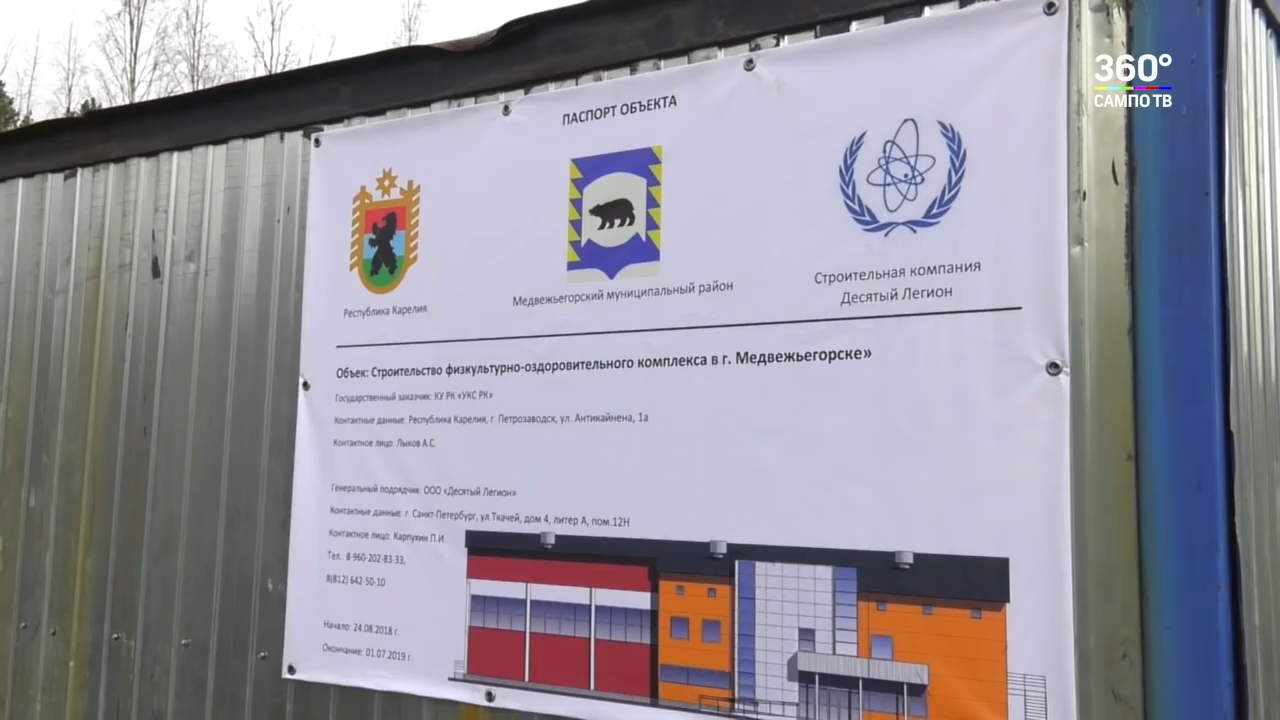 360°
САМПО ТВ
ПАСПОРТ ОБЪЕКТА
Республика Карелия
Медвежьегорский муниципальный район
Строительная компания
Десятый Легион
Объек: Строительство физкультурно-оздоровительного комплекса в г. Медвежьегорске»
Государственный заказчик: КУ РК «УКС РК»
Контактные данные: Республика Карелия, г. Петрозаводск, ул. Антикайнена, 1а
Контактное лицо: Лыков А.С.
Генеральный подрядчик: ООО «Десятый Легион»
Контактные данные: г. Санкт-Петербург, ул.Ткачей, дом 4, литер А, пом.12Н
Контактное лицо: Карпухин П.И
Тел. 8-960-202-83-33,
8(812) 642-50-10
Начало: 24.08.2018 г.
Окончание: 01.07.2019 г.